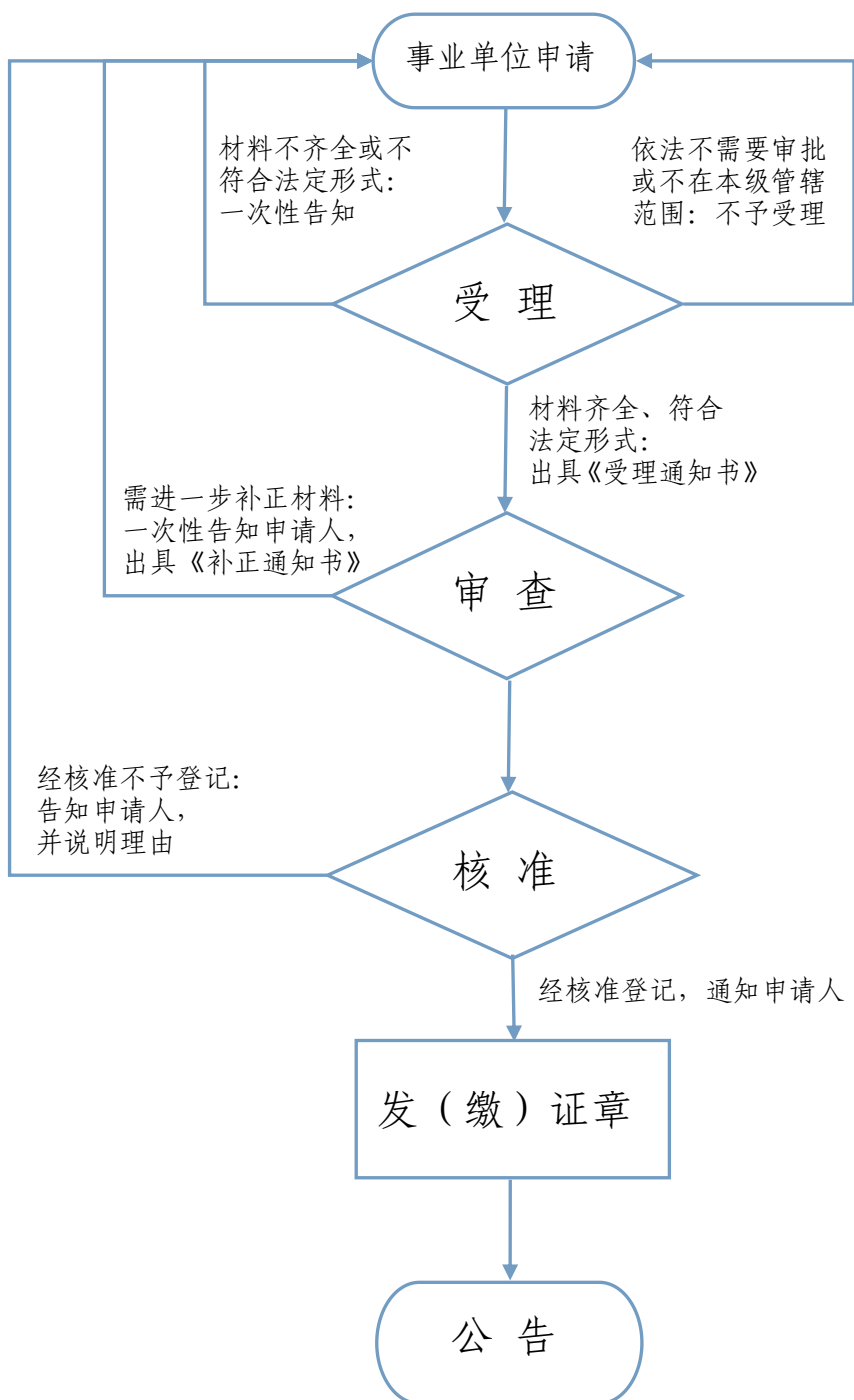 事业单位申请
材料不齐全或不
符合法定形式：
一次性告知
依法不需要审批
或不在本级管辖
范围：不予受理
受 理
材料齐全、符合
法定形式：
出具《受理通知书》
需进一步补正材料：
一次性告知申请人，
出具《补正通知书》
审 查
经核准不予登记：
告知申请人，
并说明理由
核 准
经核准登记，通知申请人
发（缴）证章
公 告